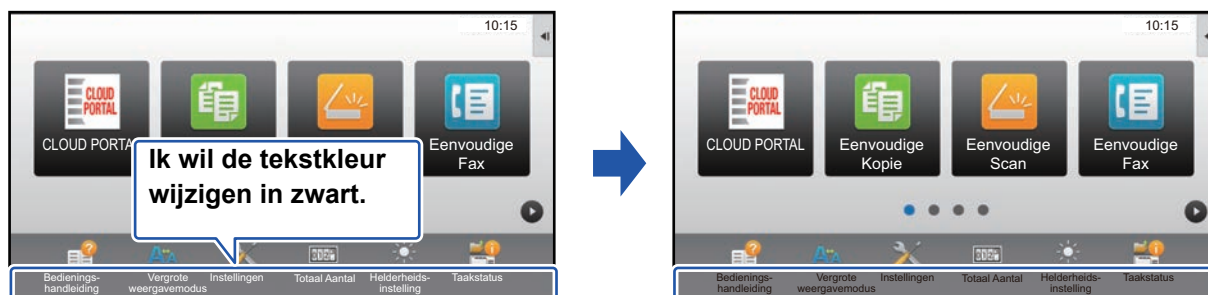 10:15
CLOUD
PORTAL
CLOUD PORTA
Eenvoudige
Fax
Ik wil de tekstkleur
wijzigen in zwart.
Bedienings-
handleiding
Vergrote
weergavemodus
Instellingen
Totaal Aantal
Helderheids-
instelling
Taakstatus
10:15
CLOUD
PORTAL
CLOUD PORTAL
Eenvoudige
Kopie
Eenvoudige
Scan
Eenvoudige
Fax
Bedienings-
handleiding
Vergrote
weergavemodus
Instellingen
Totaal Aantal
Helderheids-
instelling
Taakstatus